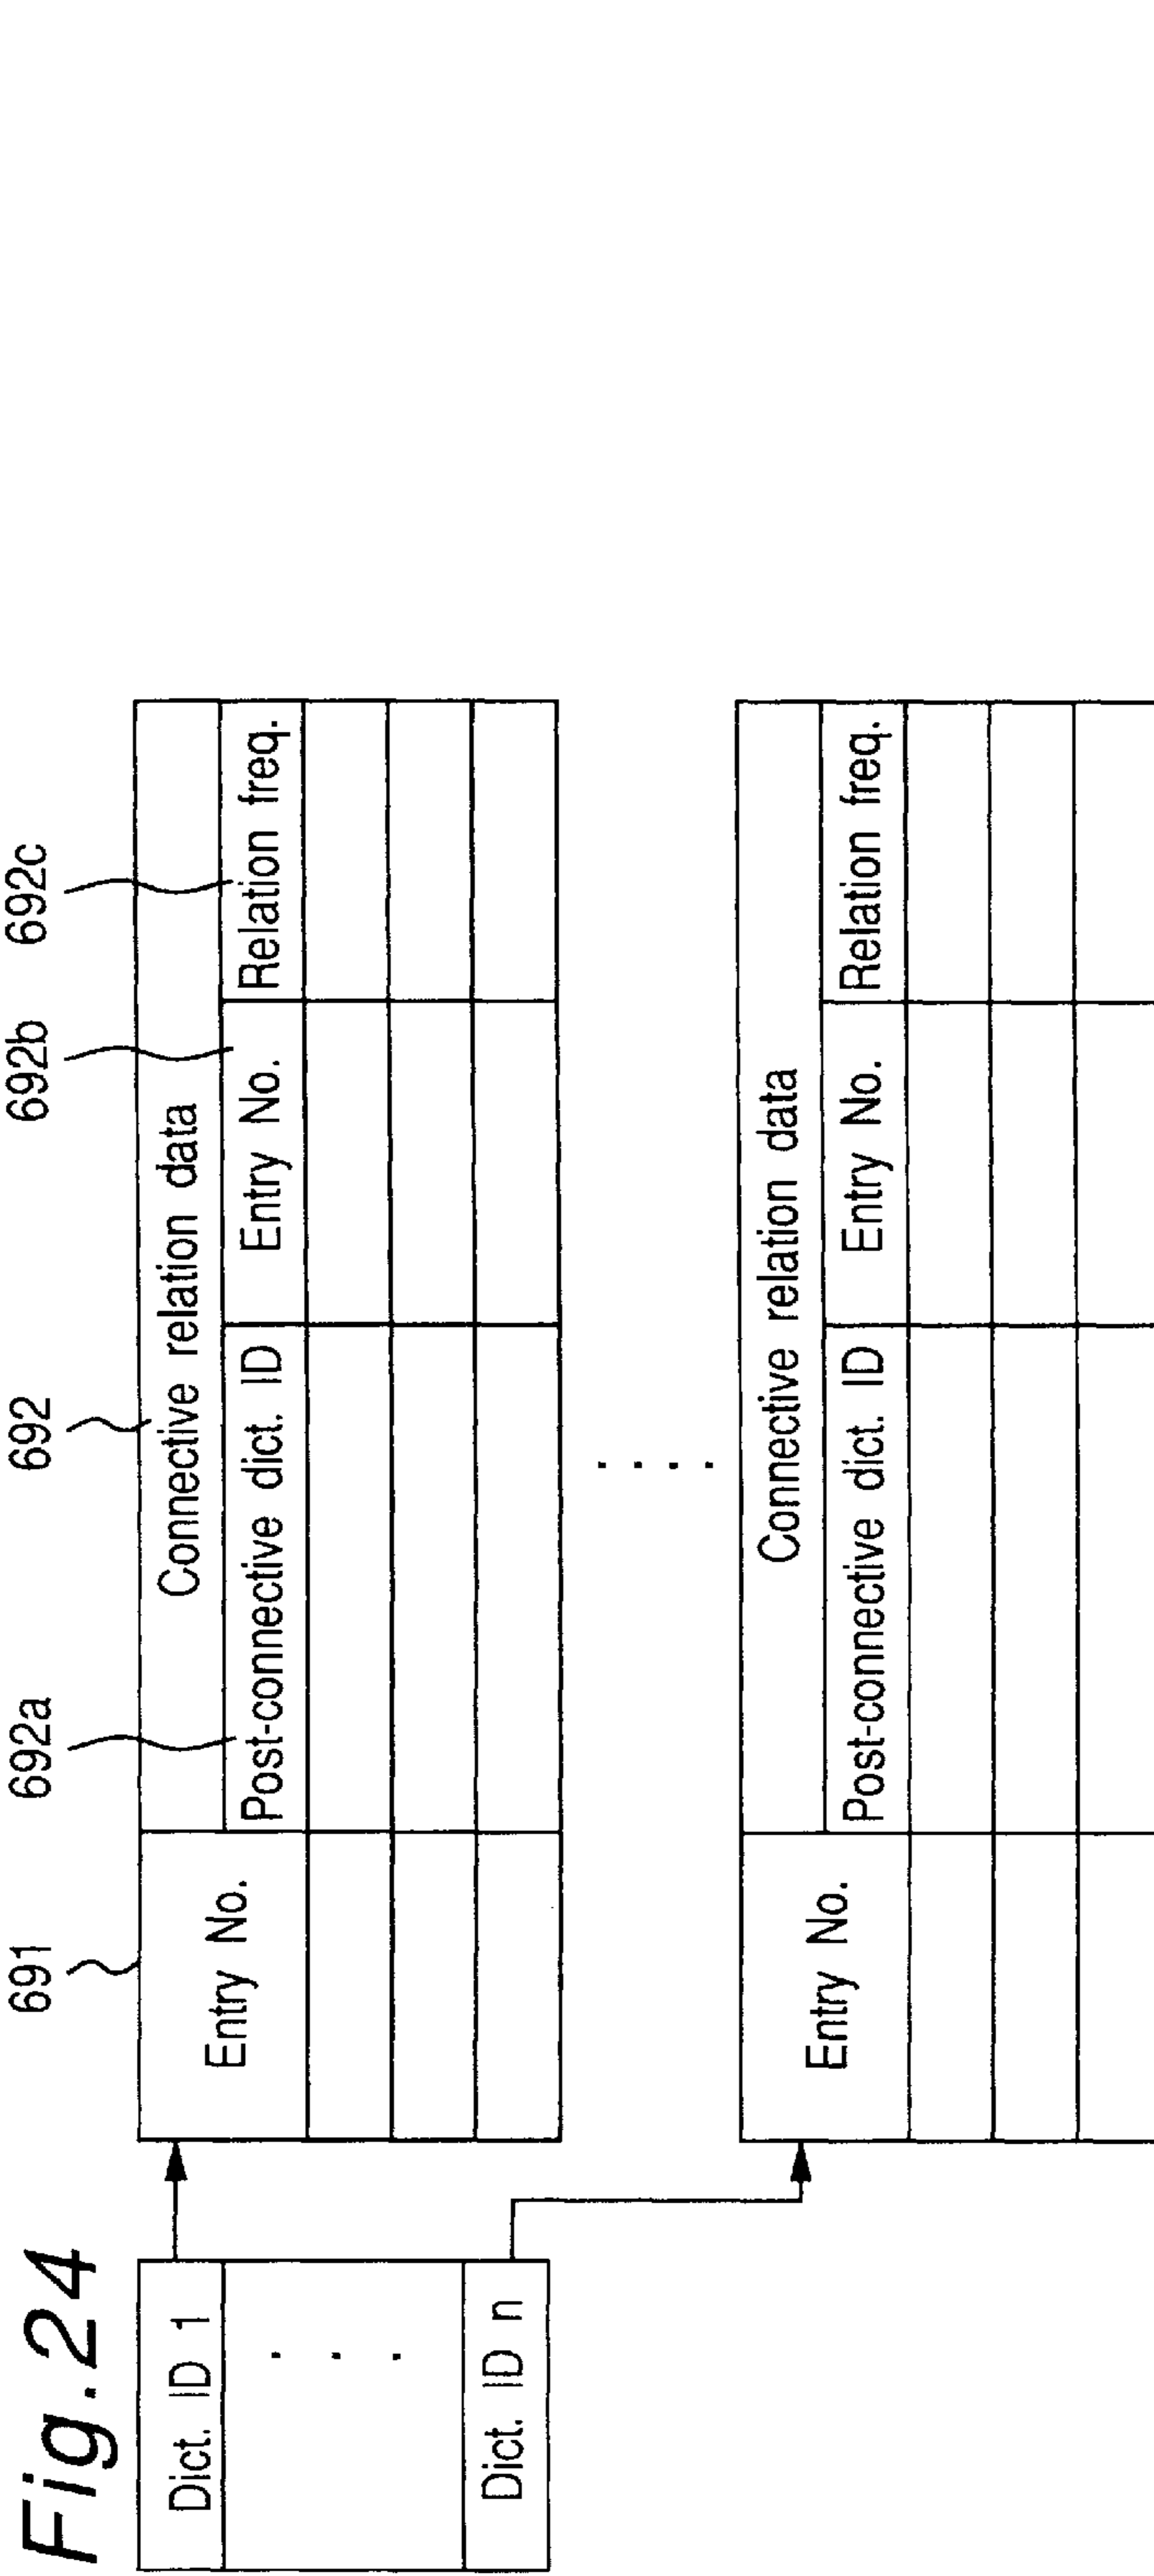 Fig.24
691
692a
692
692b
692c
Dict. ID 1
. . .
Dict. ID n
Entry No.
Connective relation data
Post-connective dict. ID
Entry No.
Relation freq.
. . . .
Entry No.
Connective relation data
Post-connective dict. ID
Entry No.
Relation freq.